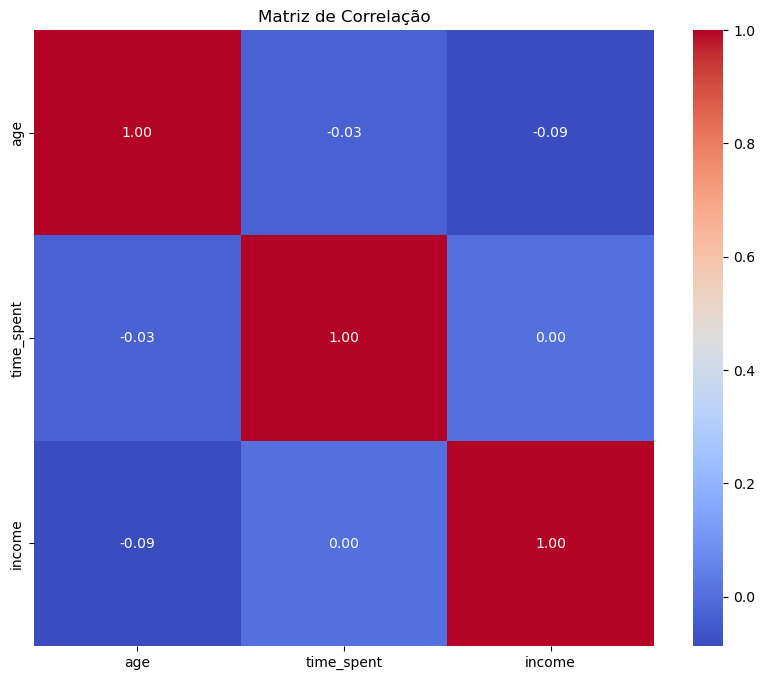 Matriz de Correlação
age
1.00
-0.03
-0.09
time_spent
-0.03
1.00
0.00
income
-0.09
0.00
1.00
age
time_spent
income
1.0
0.8
0.6
0.4
0.2
0.0